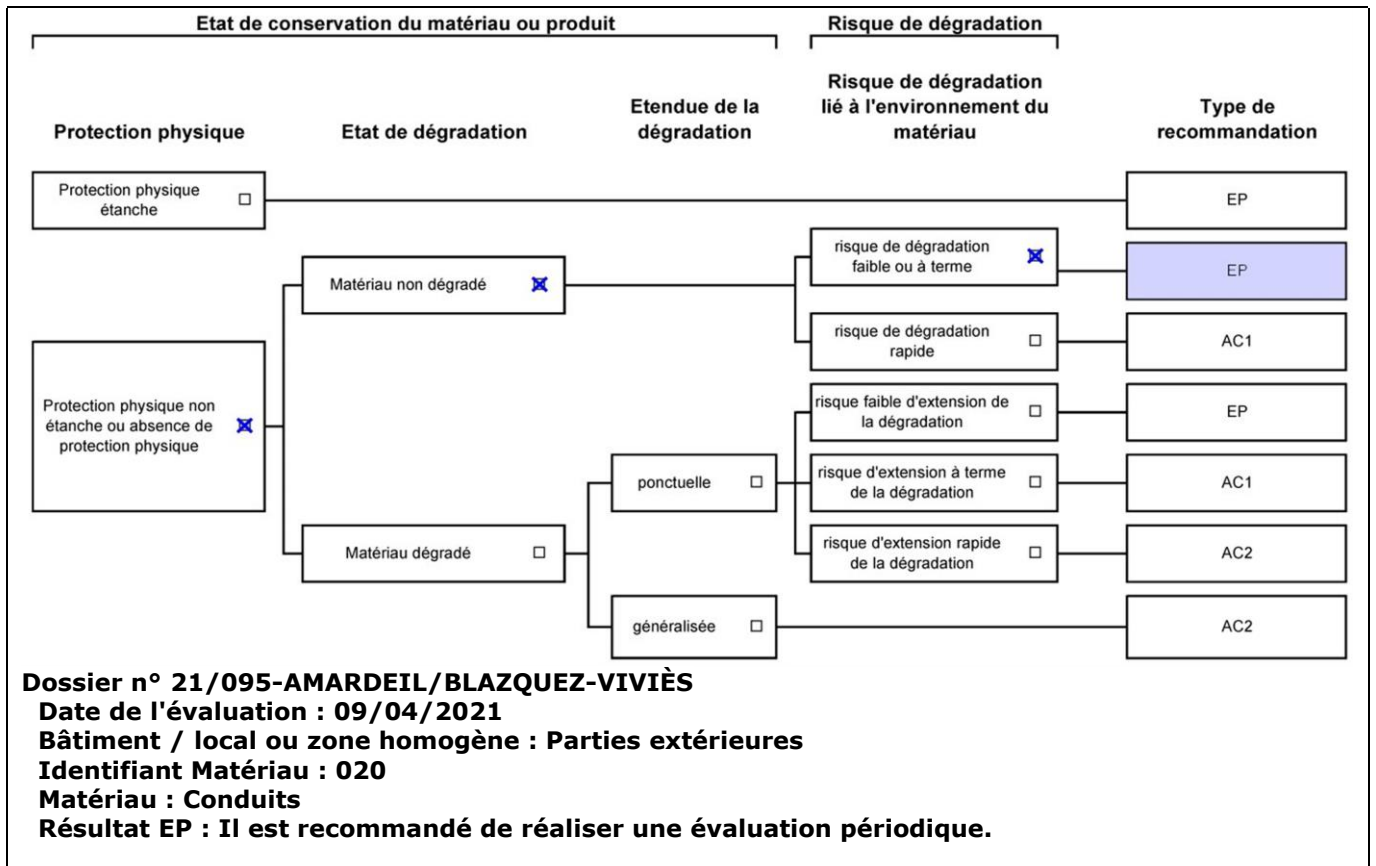 Etat de conservation du matériau ou produit
Risque de dégradation
Protection physique
Etat de dégradation
Etendue de la
dégradation
Risque de dégradation
lié à l'environnement du
matériau
Type de
recommandation
Protection physique
étanche
EP
risque de dégradation
faible ou à terme
EP
Matériau non dégradé
risque de dégradation
rapide
AC1
Protection physique non
étanche ou absence de
protection physique
risque faible d'extension de
la dégradation
EP
ponctuelle
risque d'extension à terme
de la dégradation
AC1
Matériau dégradé
risque d'extension rapide
de la dégradation
AC2
généralisée
AC2
Dossier n° 21/095-AMARDEIL/BLAZQUEZ-VIVIÈS
Date de l'évaluation : 09/04/2021
Bâtiment / local ou zone homogène : Parties extérieures
Identifiant Matériau : 020
Matériau : Conduits
Résultat EP : Il est recommandé de réaliser une évaluation périodique.